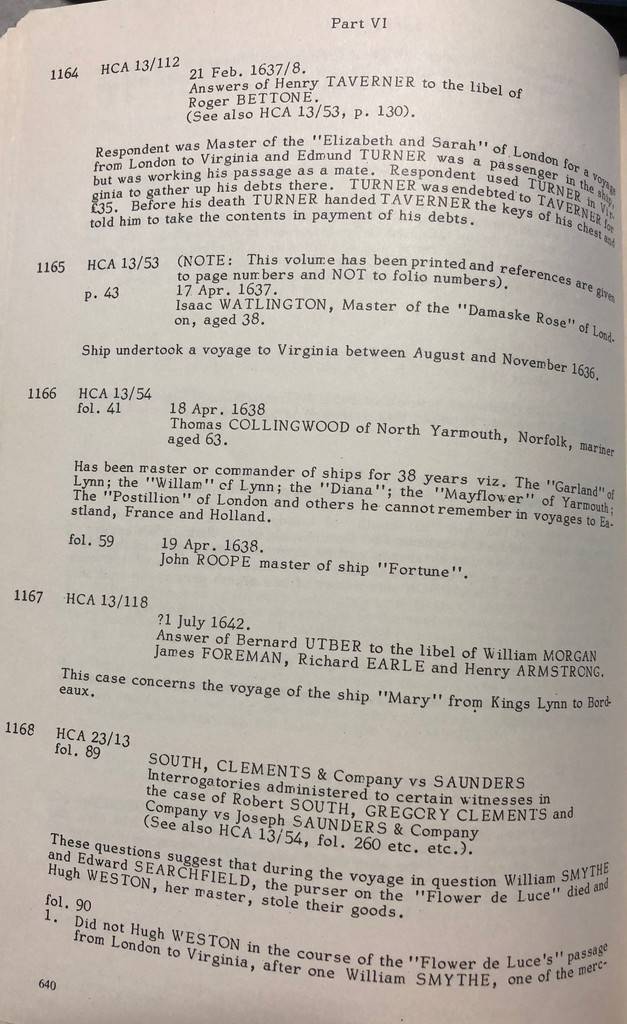 Part VI
1164 HCA 13/112 21 Feb. 1637/8.
Answers of Henry TAVERNER to the libel of
Roger BETTONE.
(See also HCA 13/53, p. 130).
Respondent was Master of the "Elizabeth and Sarah" of London for a voyage
from London to Virginia and Edmund TURNER was a passenger in the ship,
but was working his passage as a mate. Respondent used TURNER in Vir-
ginia to gather up his debts there. TURNER was endebted to TAVERNER for
£35. Before his death TURNER handed TAVERNER the keys of his chest and
told him to take the contents in payment of his debts.
1165 HCA 13/53 (NOTE: This volume has been printed and references are given
to page numbers and NOT to folio numbers).
p. 43 17 Apr. 1637.
Isaac WATLINGTON, Master of the "Damaske Rose" of Lond-
on, aged 38.
Ship undertook a voyage to Virginia between August and November 1636.
1166 HCA 13/54
fol. 41 18 Apr. 1638
Thomas COLLINGWOOD of North Yarmouth, Norfolk, mariner
aged 63.
Has been master or commander of ships for 38 years viz. The "Garland" of
Lynn; the "Willam" of Lynn; the "Diana"; the "Mayflower" of Yarmouth;
The "Postillion" of London and others he cannot remember in voyages to Ea-
stland, France and Holland.
fol. 59 19 Apr. 1638.
John ROOPE master of ship "Fortune".
1167 HCA 13/118
?1 July 1642.
Answer of Bernard UTBER to the libel of William MORGAN
James FOREMAN, Richard EARLE and Henry ARMSTRONG.
This case concerns the voyage of the ship "Mary" from Kings Lynn to Bord-
eaux.
1168 HCA 23/13
fol. 89
SOUTH, CLEMENTS & Company vs SAUNDERS
Interrogatories administered to certain witnesses in
the case of Robert SOUTH, GREGCRY CLEMENTS and
Company vs Joseph SAUNDERS & Company
(See also HCA 13/54, fol. 260 etc. etc.).
These questions suggest that during the voyage in question William SMYTHE
and Edward SEARCHFIELD, the purser on the "Flower de Luce" died and
Hugh WESTON, her master, stole their goods.
fol. 90
1. Did not Hugh WESTON in the course of the "Flower de Luce's" passage
from London to Virginia, after one William SMYTHE, one of the merc-
640